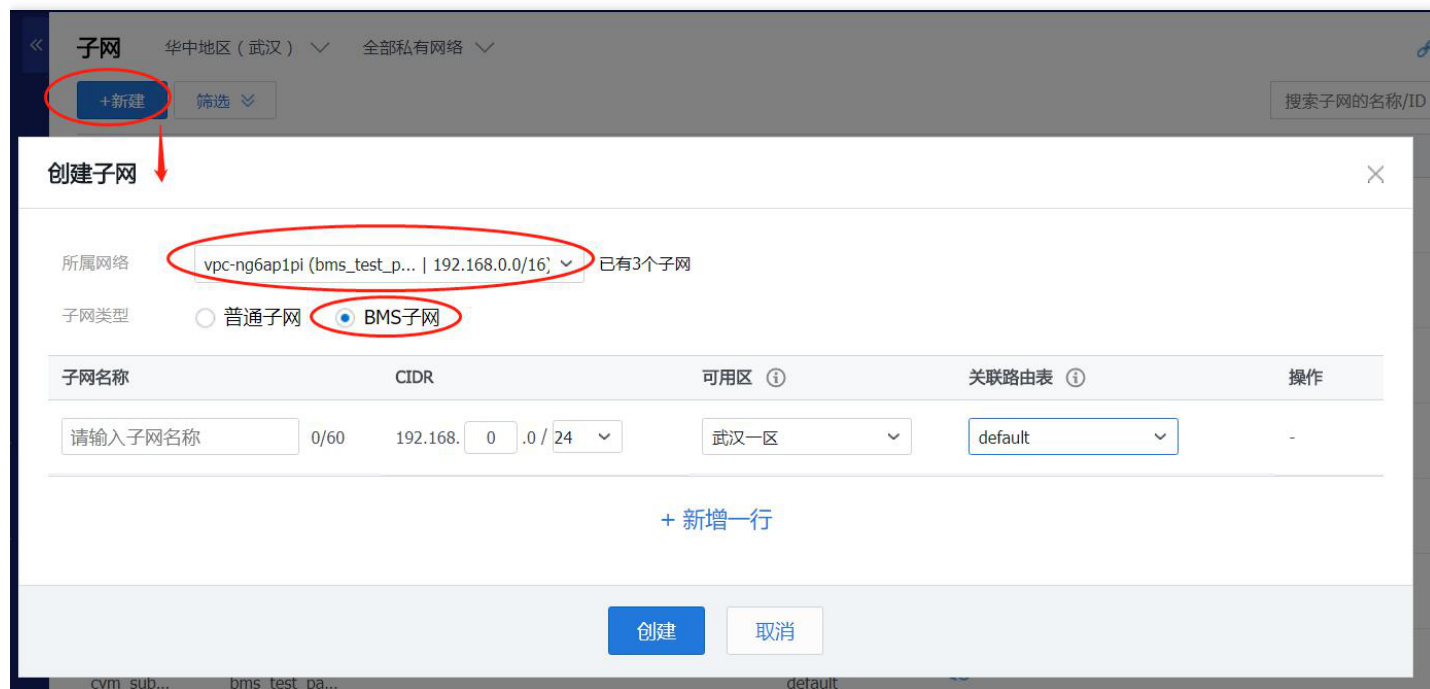 «
子网 华中地区（武汉） 全部私有网络
+新建 筛选 搜索子网的名称/ID
创建子网
所属网络 vpc-ng6ap1pi (bms_test_p... | 192.168.0.0/16) 已有3个子网
子网类型 普通子网 BMS子网
子网名称 CIDR 可用区 关联路由表 操作
请输入子网名称 0/60 192.168. 0 .0 / 24 武汉一区 default -
+ 新增一行
创建 取消
cvm_sub... bms_test_pa... default